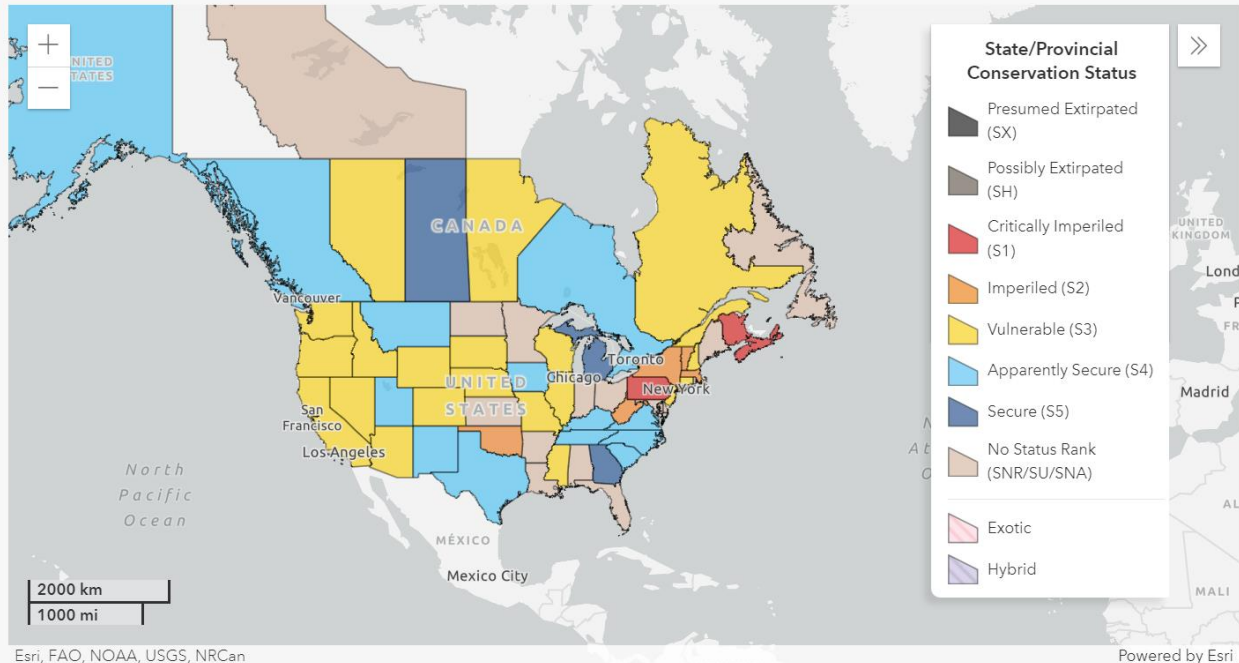 +
−
NITED
TATES
CANADA
Vancouver
Toronto
Chicago
New York
UNITED
STATES
San
Francisco
Los Angeles
North
Pacific
Ocean
MÉXICO
Mexico City
2000 km
1000 mi
State/Provincial
Conservation Status
Presumed Extirpated
(SX)
Possibly Extirpated
(SH)
Critically Imperiled
(S1)
Imperiled (S2)
Vulnerable (S3)
Apparently Secure (S4)
Secure (S5)
No Status Rank
(SNR/SU/SNA)
Exotic
Hybrid
UNITED
KINGDOM
Lond
FR
Madrid
AL
MALI
Esri, FAO, NOAA, USGS, NRCan
Powered by Esri